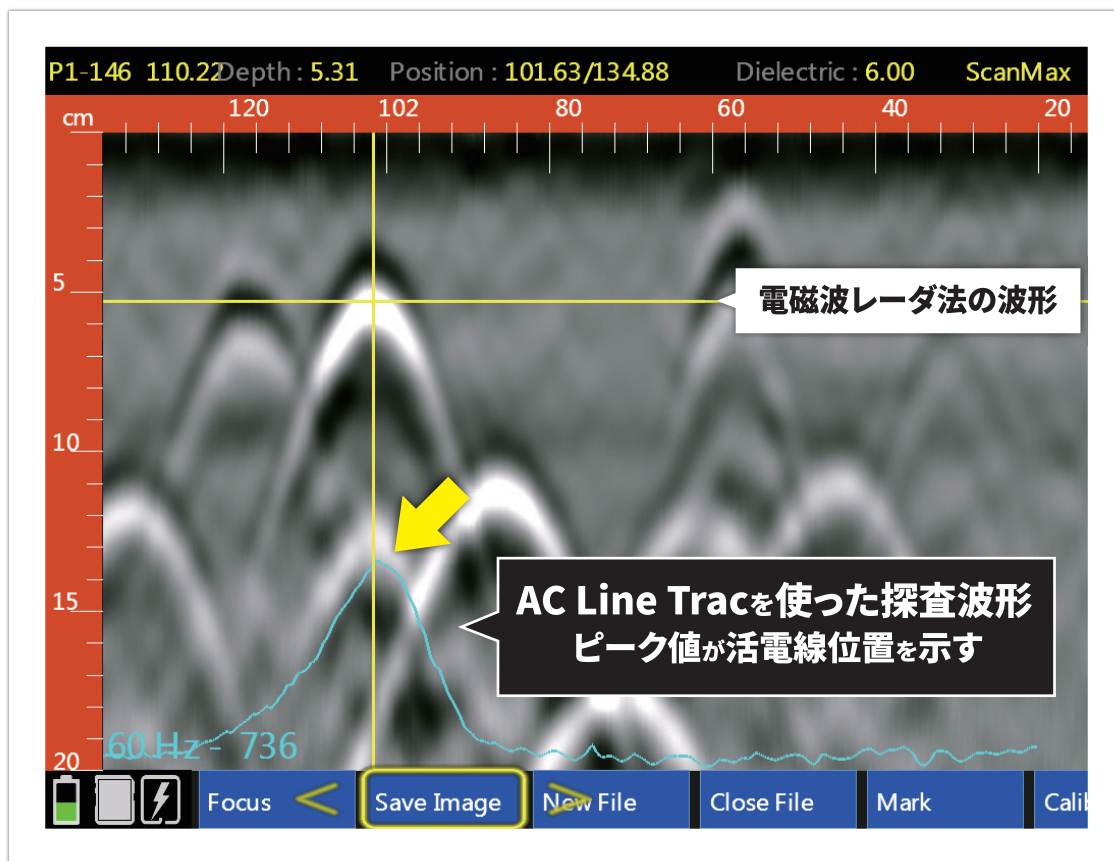 P1-146 110.22 Depth : 5.31 Position : 101.63/134.88 Dielectric : 6.00 ScanMax
cm 120 102 80 60 40 20
5
電磁波レーダ法の波形
10
AC Line Tracを使った探査波形
15
ピーク値が活電線位置を示す
60 Hz - 736
20
Focus < Save Image > New File Close File Mark Calib